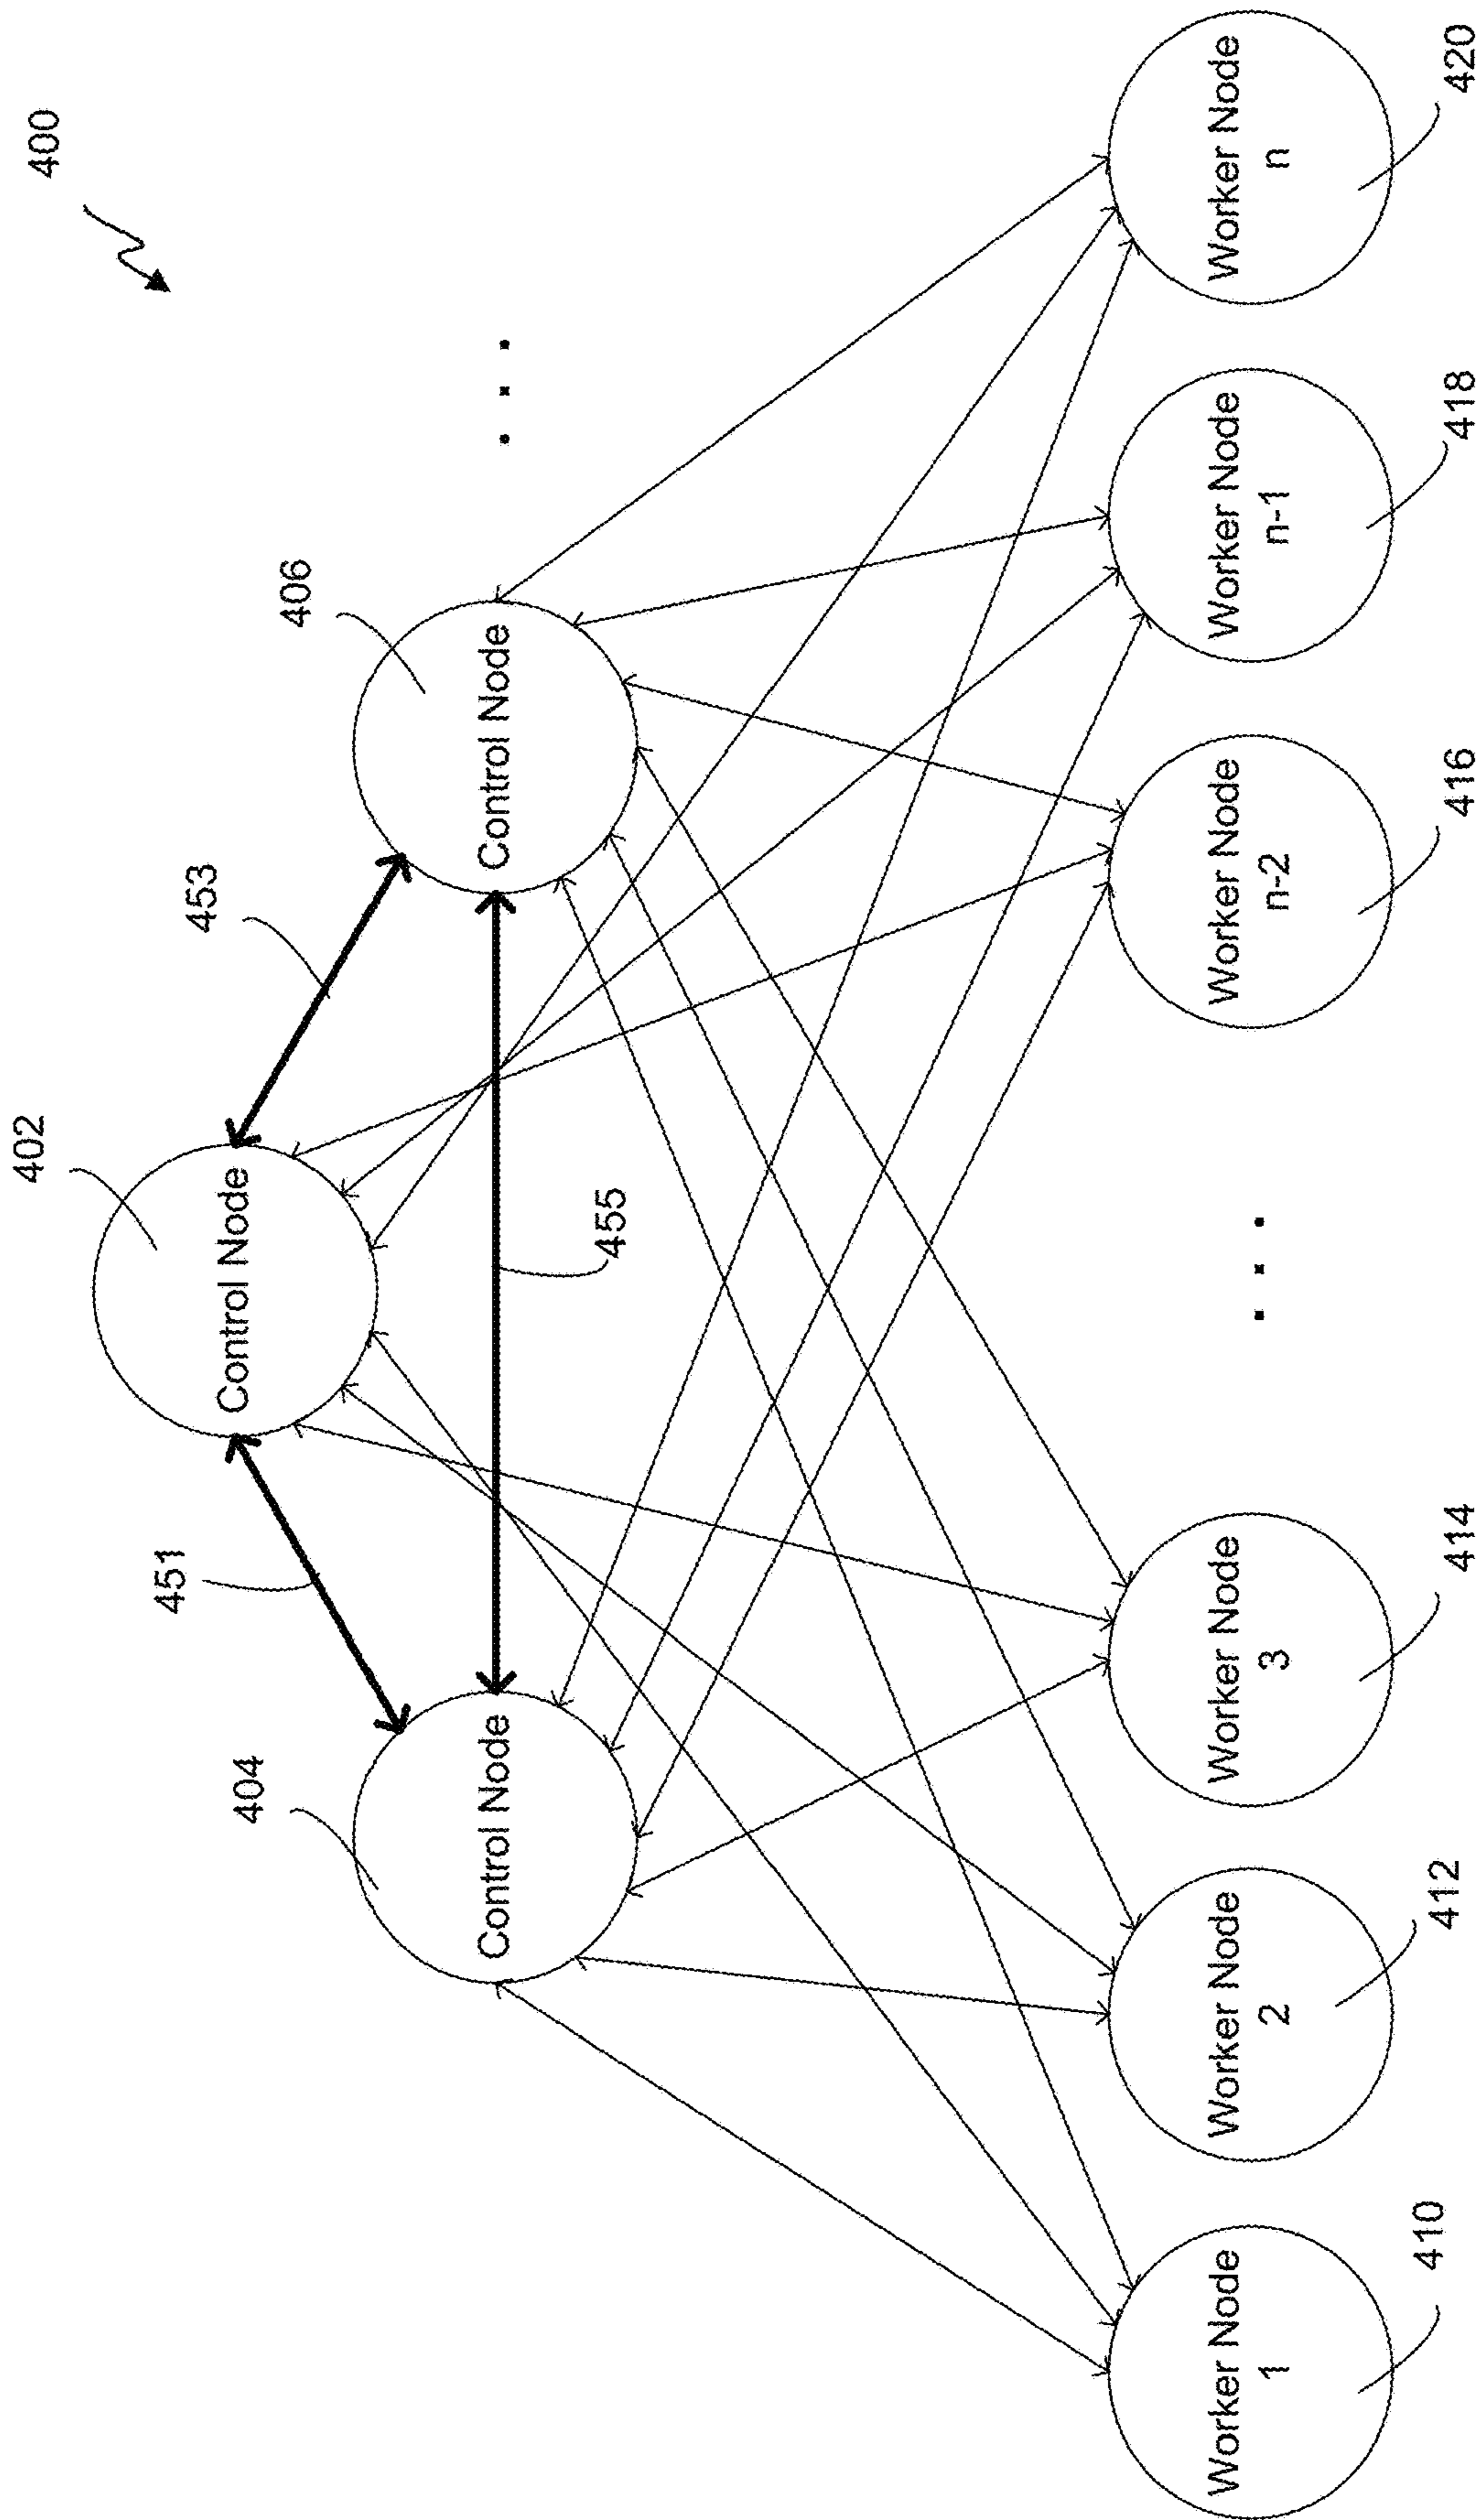 400
402
Control Node
451
453
404
Control Node
406
Control Node
. . .
455
Worker Node
1
Worker Node
2
Worker Node
3
. . .
Worker Node
n-2
Worker Node
n-1
Worker Node
n
410
412
414
416
418
420